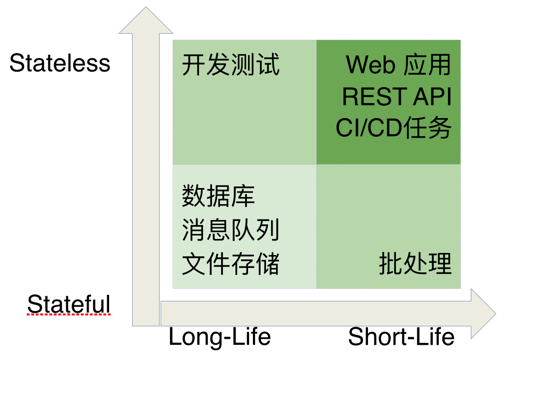 Stateless
开发测试
Web 应用
REST API
CI/CD任务
数据库
消息队列
文件存储
批处理
Stateful
Long-Life
Short-Life